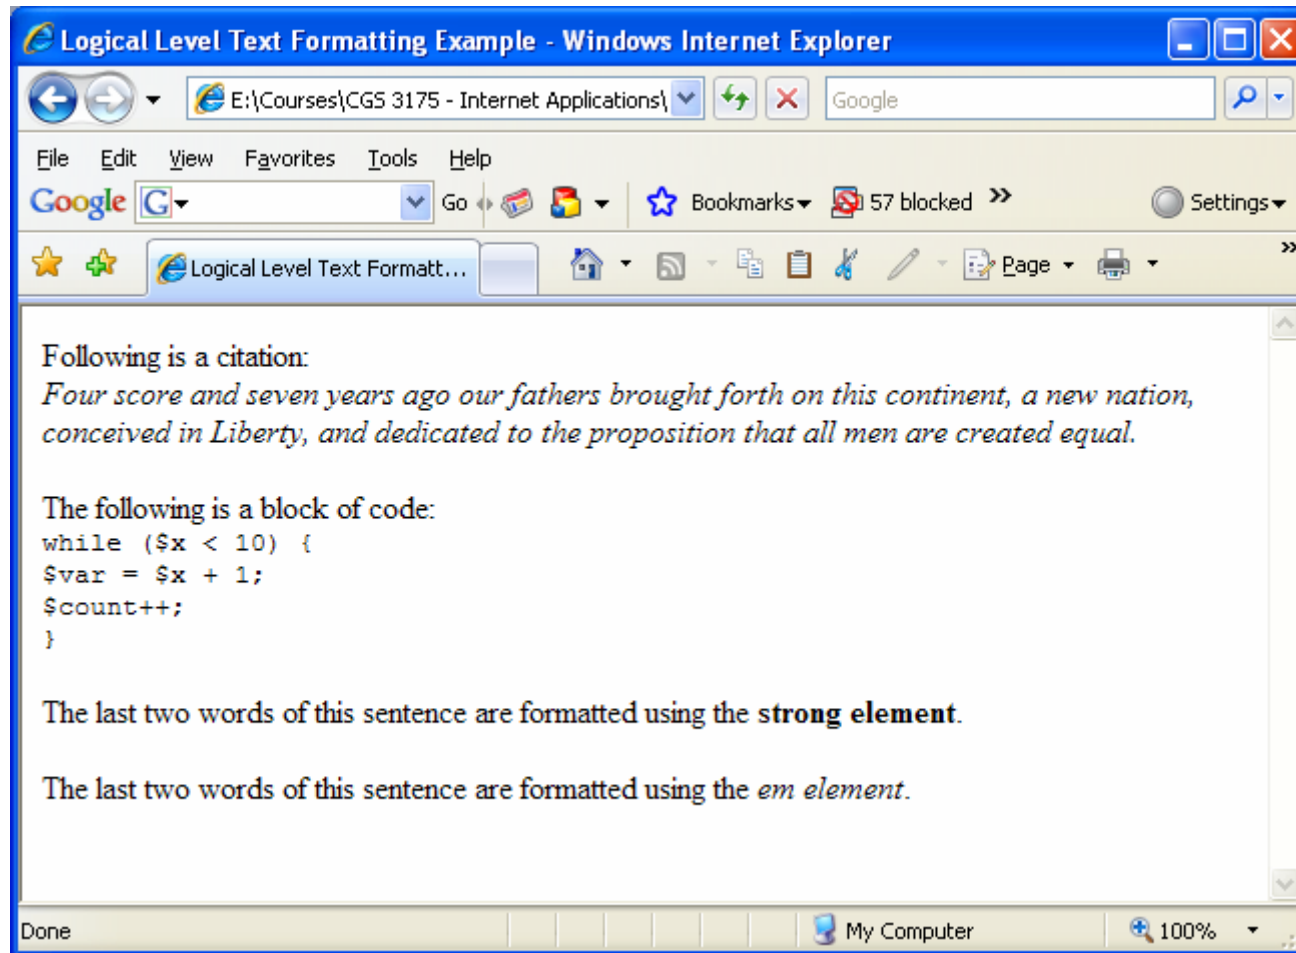 Logical Level Text Formatting Example - Windows Internet Explorer
E:\Courses\CGS 3175 - Internet Applications\ Google
File Edit View Favorites Tools Help
Google G Go Bookmarks 57 blocked » Settings
Logical Level Text Formatt... Page »
Following is a citation:
Four score and seven years ago our fathers brought forth on this continent, a new nation,
conceived in Liberty, and dedicated to the proposition that all men are created equal.
The following is a block of code:
while ($x < 10) {
$var = $x + 1;
$count++;
}
The last two words of this sentence are formatted using the strong element.
The last two words of this sentence are formatted using the em element.
Done My Computer 100%